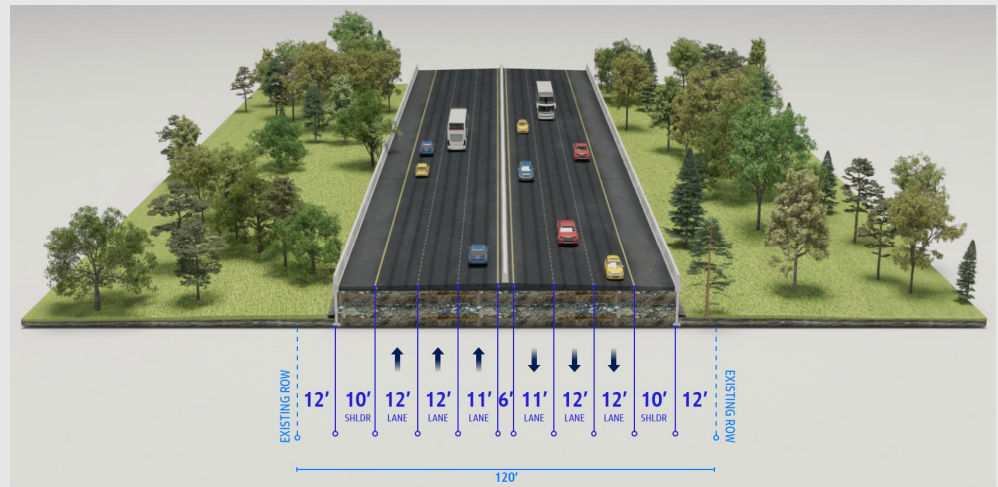 EXISTING ROW
12'
10'
SHLDR
12'
LANE
12'
LANE
11'
LANE
6'
11'
LANE
12'
LANE
12'
LANE
10'
SHLDR
12'
EXISTING ROW
120'